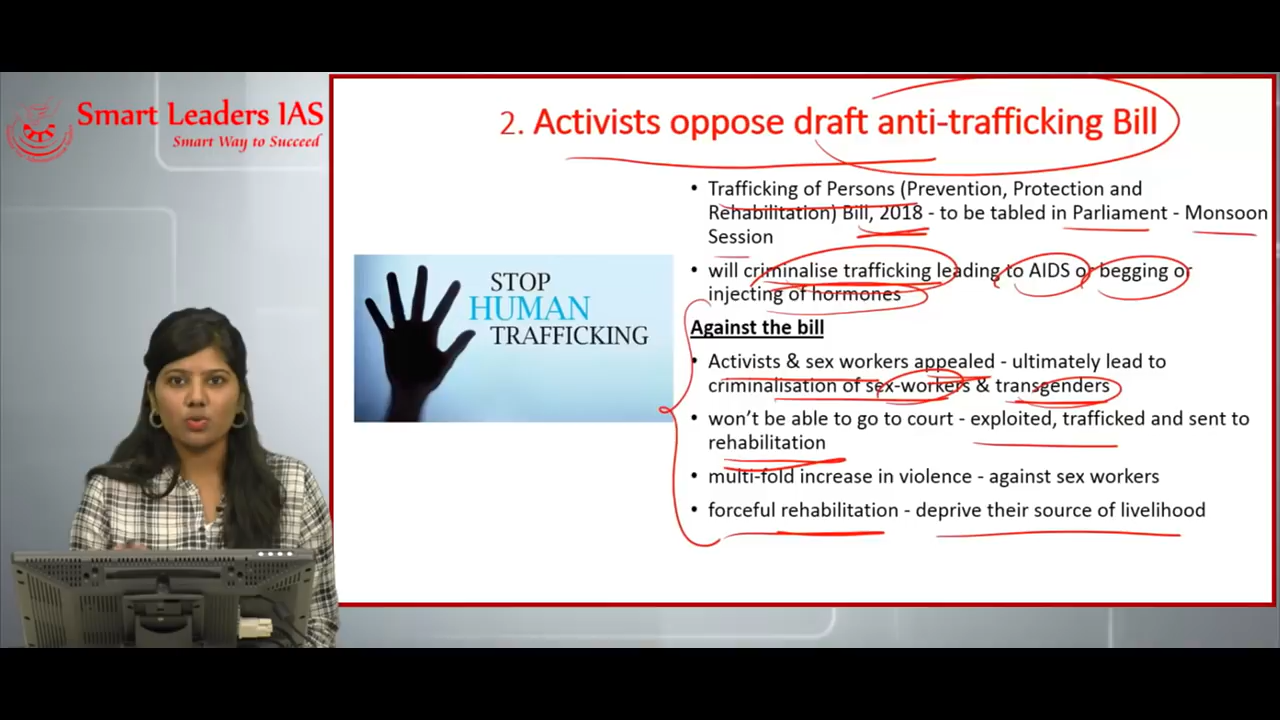 Smart Leaders IAS
Smart Way to Succeed
2. Activists oppose draft anti-trafficking Bill
• Trafficking of Persons (Prevention, Protection and
Rehabilitation) Bill, 2018 - to be tabled in Parliament - Monsoon
Session
• will criminalise trafficking leading to AIDS or begging or
injecting of hormones
Against the bill
• Activists & sex workers appealed - ultimately lead to
criminalisation of sex-workers & transgenders
• won't be able to go to court - exploited, trafficked and sent to
rehabilitation
• multi-fold increase in violence - against sex workers
• forceful rehabilitation - deprive their source of livelihood
STOP
HUMAN
TRAFFICKING